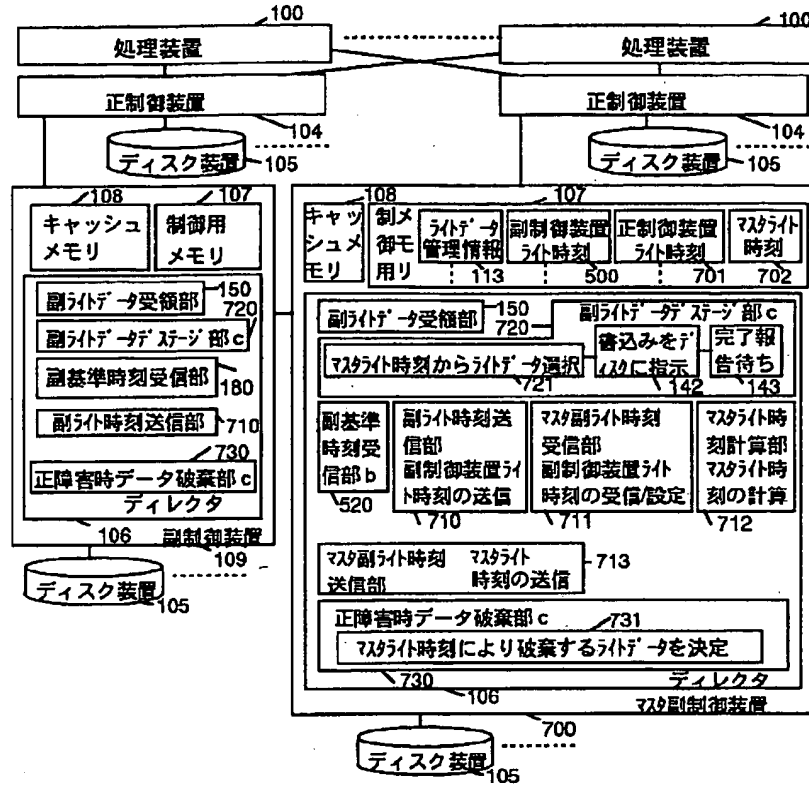 100
処理装置
100
処理装置
正制御装置
104
正制御装置
104
ディスク装置
105
ディスク装置
105
108
107
キャッシュ
メモリ
制御用
メモリ
150
副ライトデータ受領部
720
副ライトデータデステージ部c
副基準時刻受信部
180
副ライト時刻送信部
710
730
正障害時データ破棄部c
ディレクタ
106
副制御装置
109
ディスク装置
105
108
107
キャッ
シュメ
モリ
制メ
御モ
用リ
ライトデータ
管理情報
113
副制御装置
ライト時刻
500
正制御装置
ライト時刻
701
マスタライト
時刻
702
副ライトデータ受領部
150
720
副ライトデータデステージ部c
マスタライト時刻からライトデータ選択
721
書込みをデ
ィスクに指示
142
完了報
告待ち
143
副基準
時刻受
信部b
520
副ライト時刻送
信部
副制御装置ライ
ト時刻の送信
710
マスタ副ライト時刻
受信部
副制御装置ライト
時刻の受信/設定
711
マスタライト時
刻計算部
マスタライト時
刻の計算
712
マスタ副ライト時刻
送信部
マスタライト
時刻の送信
713
正障害時データ破棄部c
731
マスタライト時刻により破棄するライトデータを決定
730
ディレクタ
106
マスタ副制御装置
700
ディスク装置
105